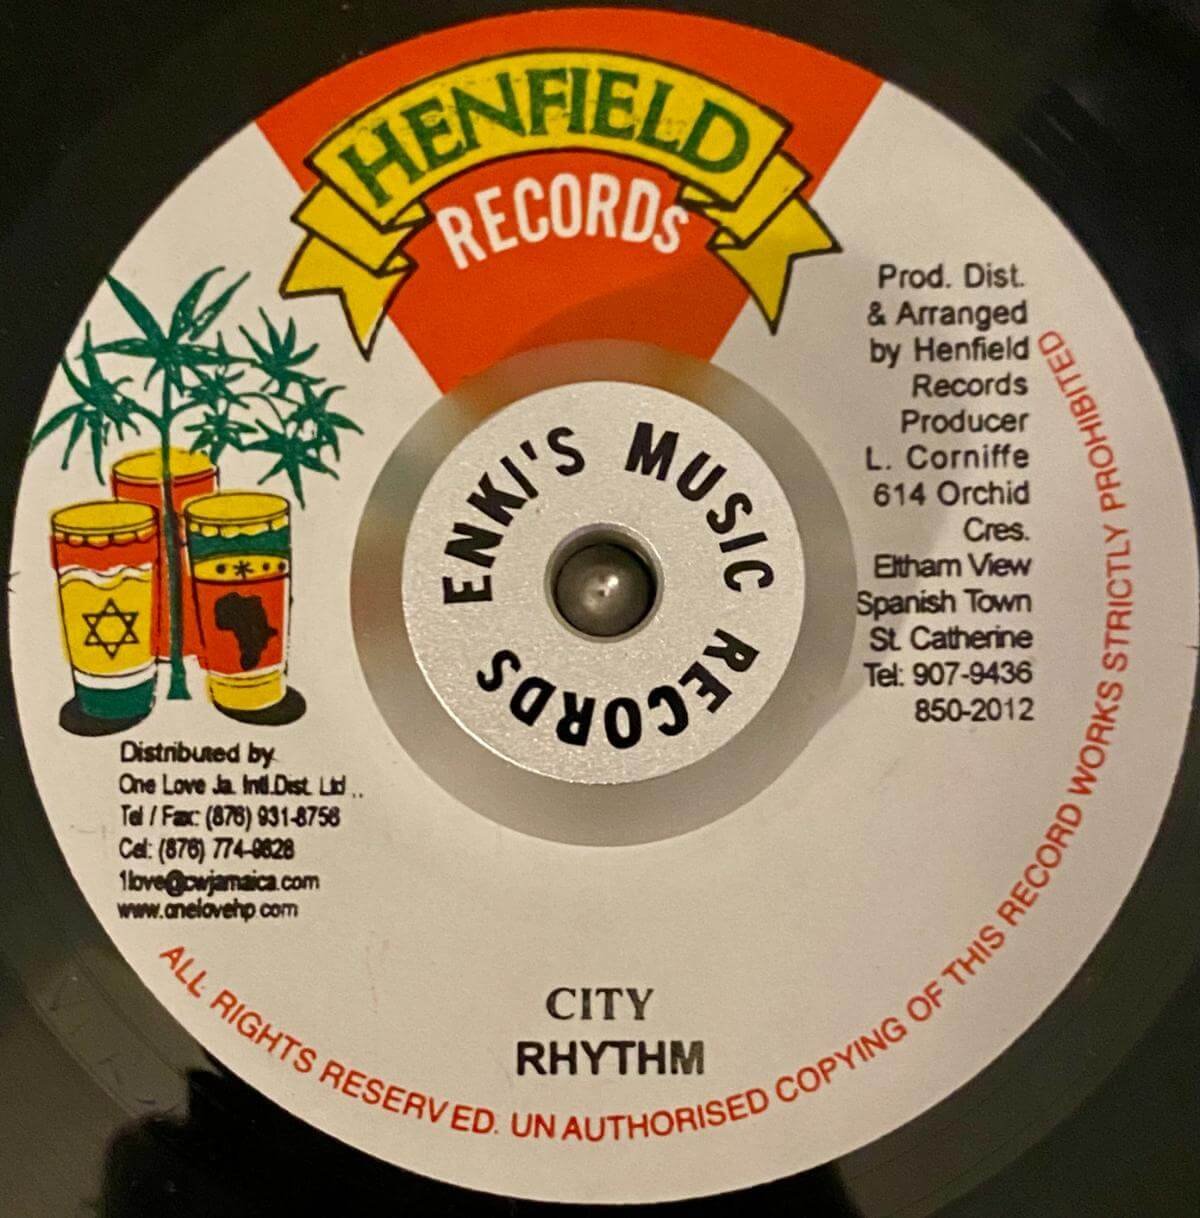 HENFIELD
RECORDS
Prod. Dist.
& Arranged
by Henfield
Records
Producer
L. Corniffe
614 Orchid
Cres.
Eltham View
Spanish Town
St. Catherine
Tel: 907-9436
850-2012
ENKI'S MUSIC RECORDS
Distributed by
One Love Ja. Intl.Dist. Ltd ..
Tel / Fax: (876) 931-8756
Cel: (876) 774-9828
1love@cwjamaica.com
www.onelovehp.com
CITY
RHYTHM
ALL RIGHTS RESERVED. UNAUTHORISED COPYING OF THIS RECORD WORKS STRICTLY PROHIBITED